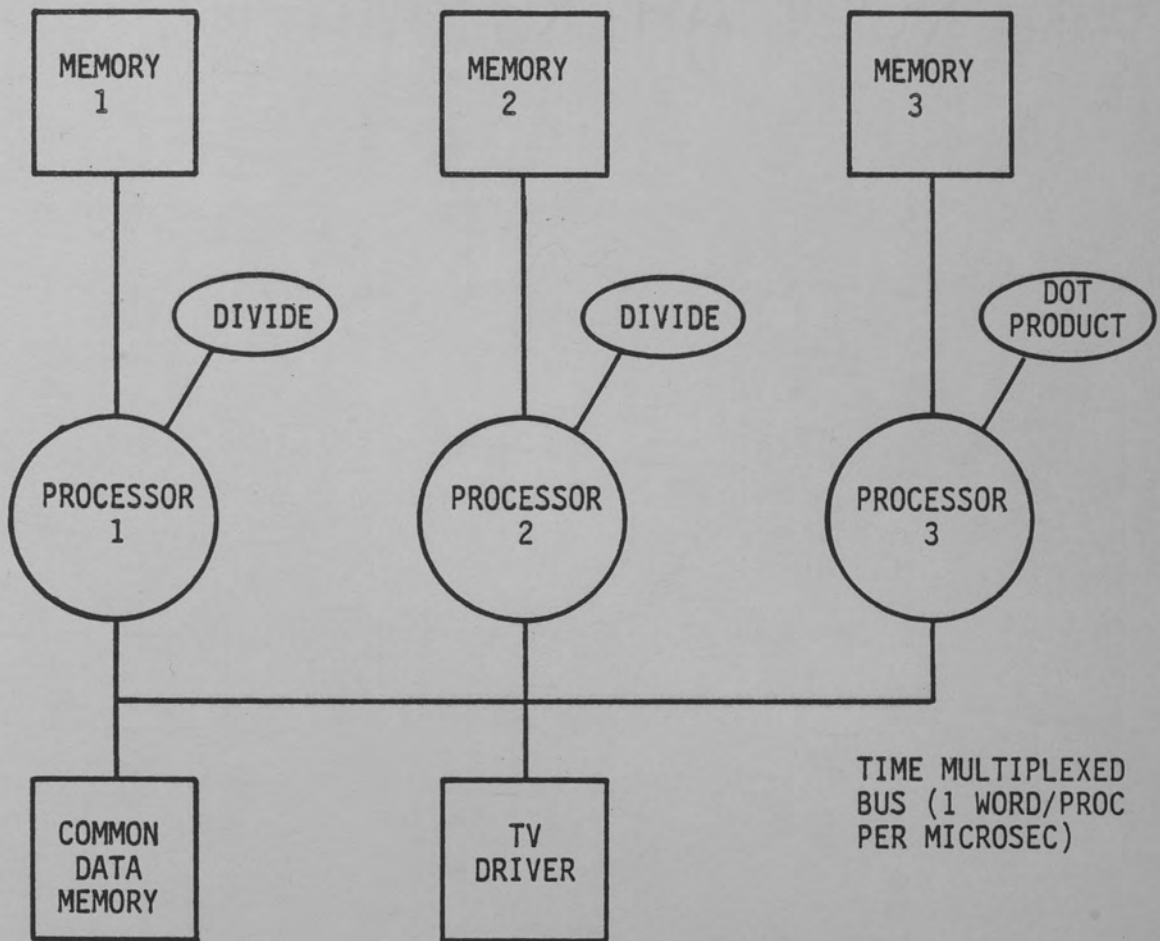 MEMORY
1
MEMORY
2
MEMORY
3
DIVIDE
DIVIDE
DOT
PRODUCT
PROCESSOR
1
PROCESSOR
2
PROCESSOR
3
COMMON
DATA
MEMORY
TV
DRIVER
TIME MULTIPLEXED
BUS (1 WORD/PROC
PER MICROSEC)